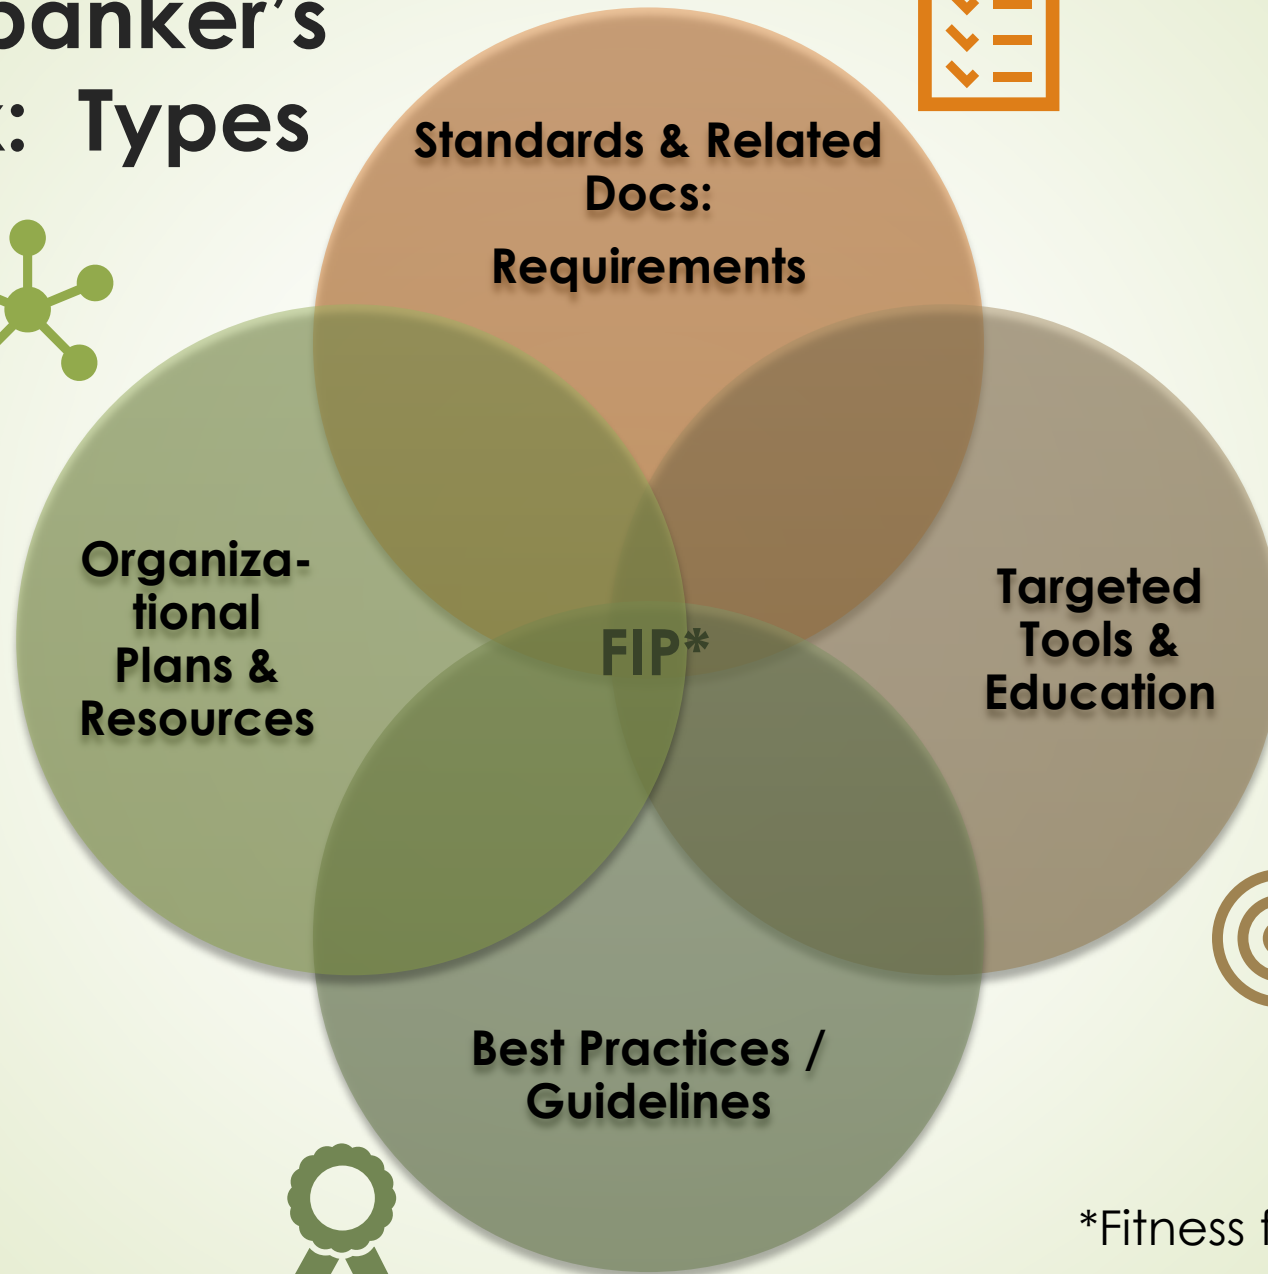 banker's
: Types
Standards & Related
Docs:
Requirements
Organiza-
tional
Plans &
Resources
FIP*
Targeted
Tools &
Education
Best Practices /
Guidelines
*Fitness f